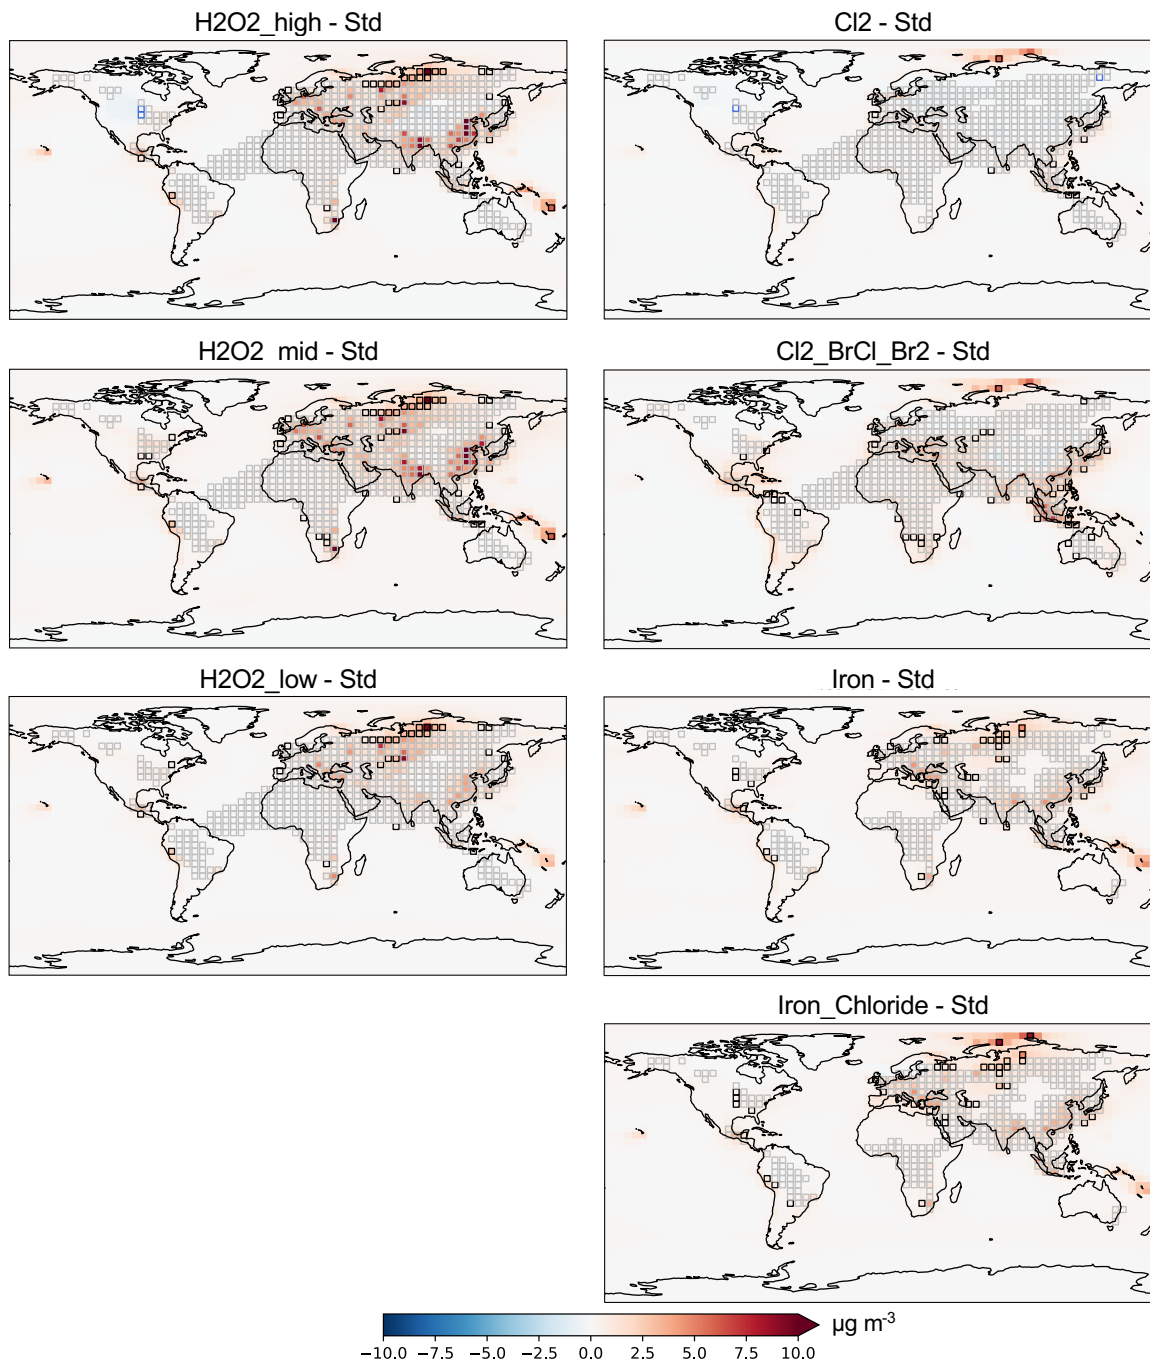 H2O2_high - Std
Cl2 - Std
H2O2 mid - Std
Cl2_BrCl_Br2 - Std
H2O2_low - Std
Iron - Std
Iron_Chloride - Std
−10.0 −7.5 −5.0 −2.5 0.0 2.5 5.0 7.5 10.0
µg m-3